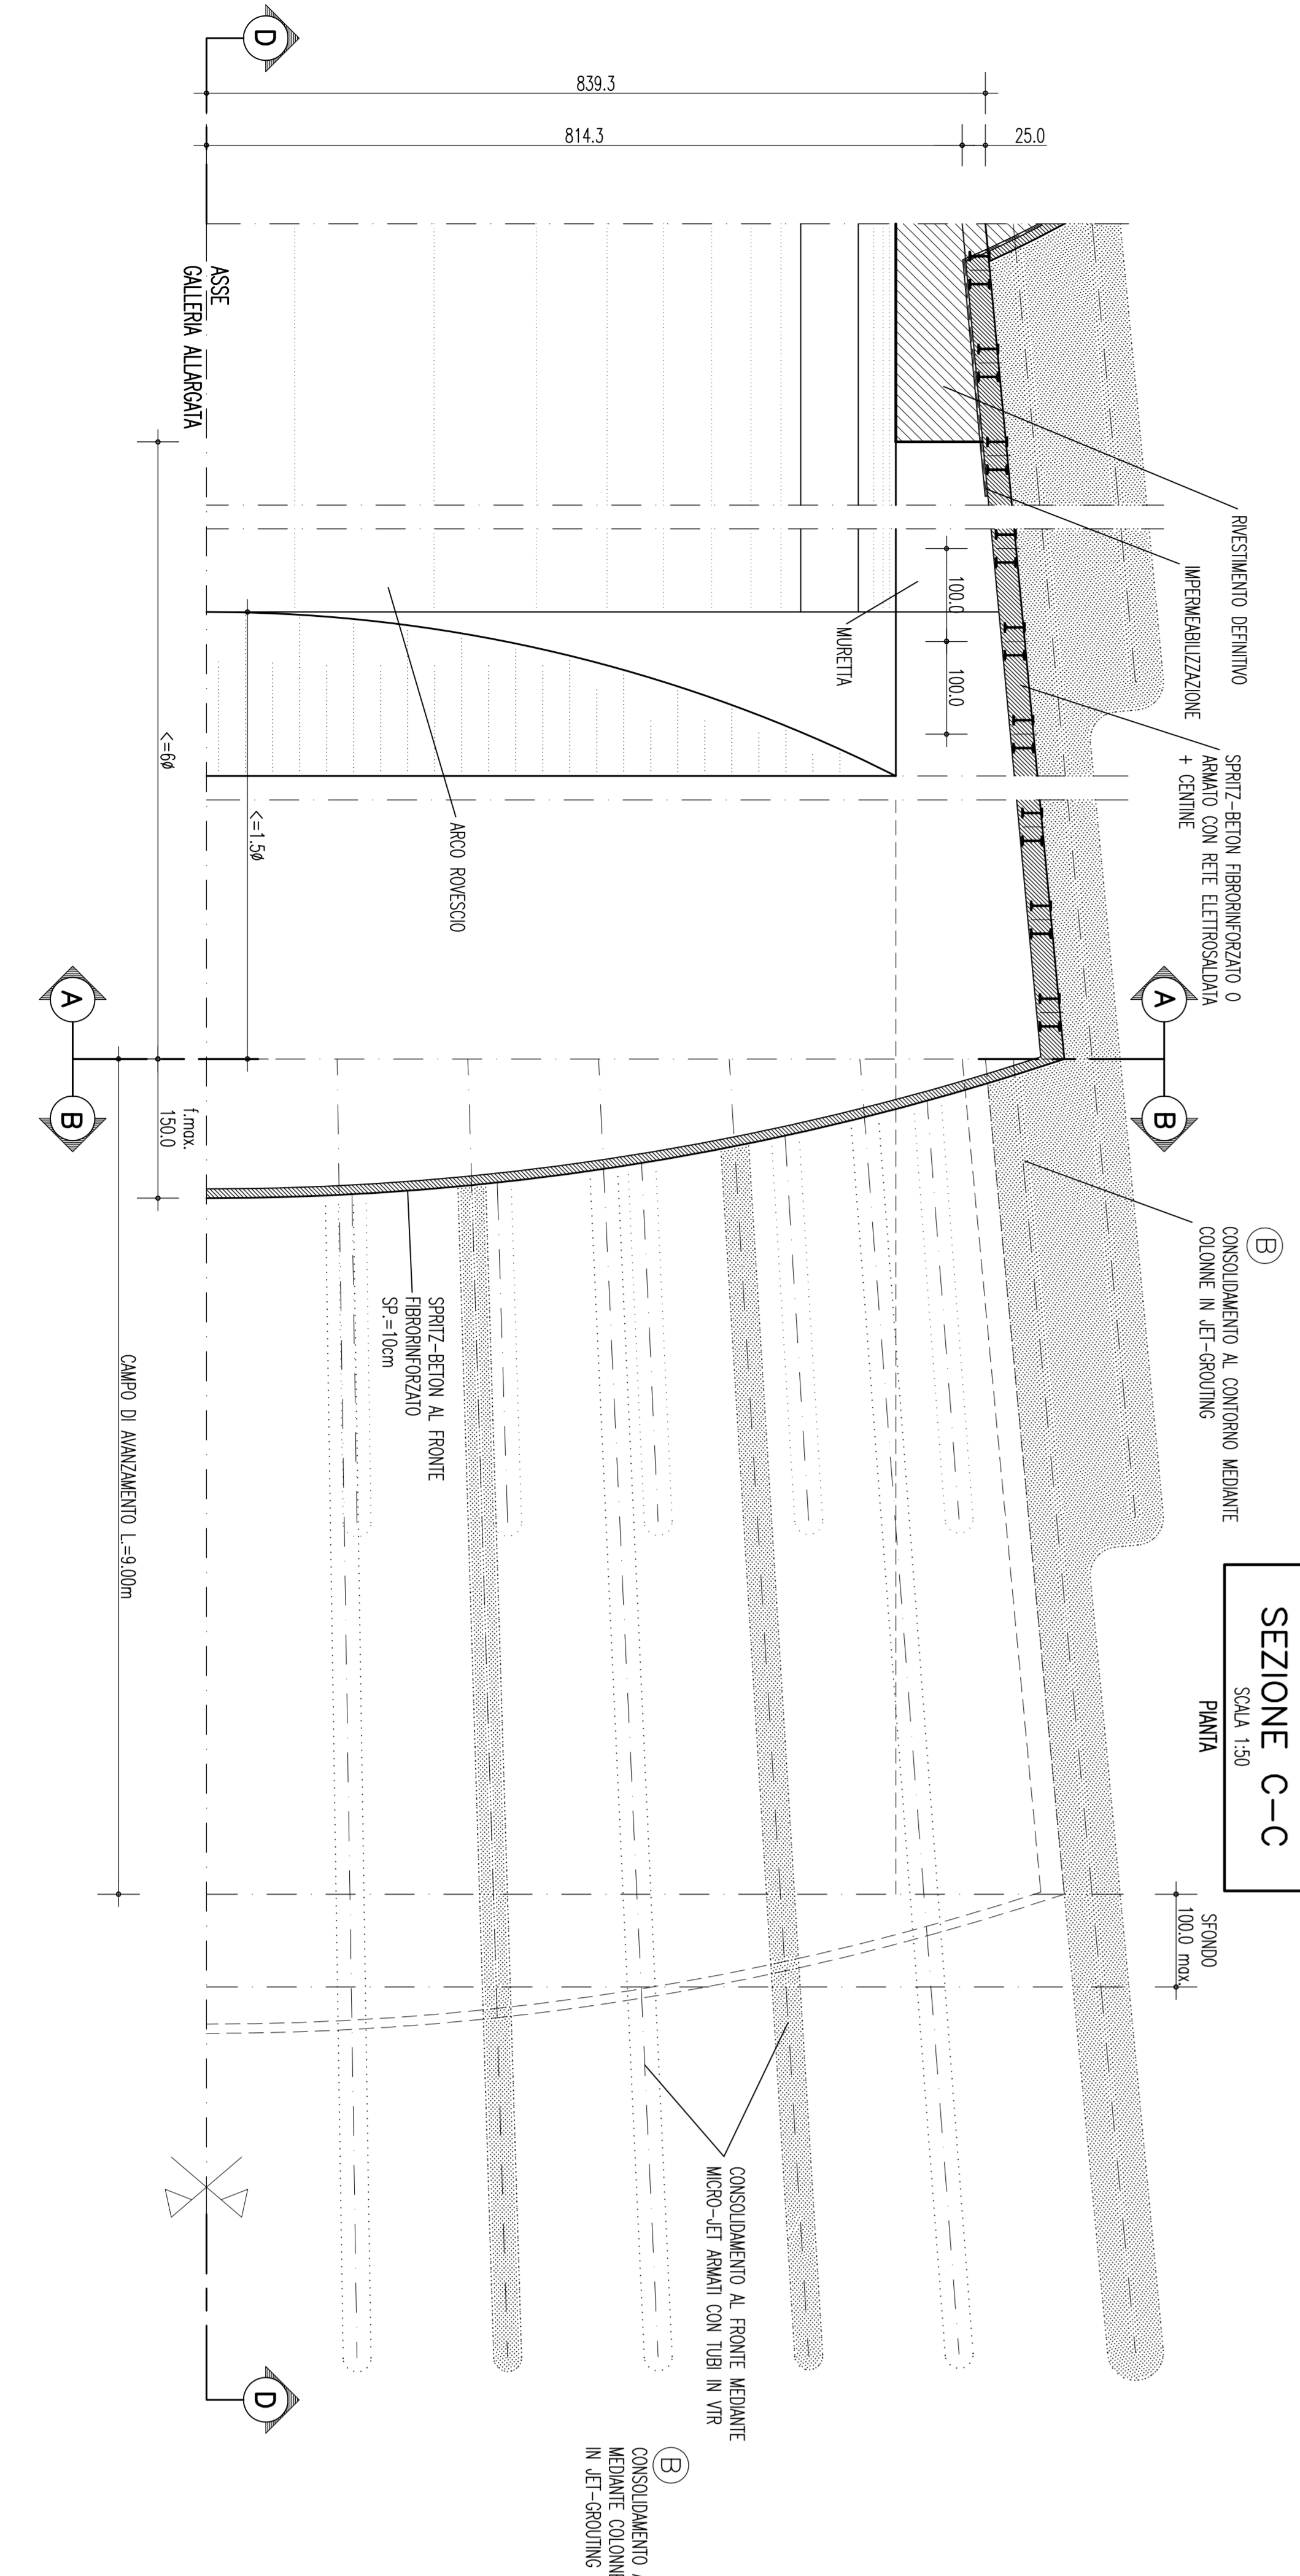 D
839.3
814.3
25.0
ASSE
GALLERIA ALLARGATA
RIVESTIMENTO DEFINITIVO
IMPERMEABILIZZAZIONE
SPRITZ-BETON FIBRORINFORZATO O
ARMATO CON RETE ELETTROSALDATA
+ CENTINE
100.0
100.0
MURETTA
ARCO ROVESCIO
<=6ø
<=1.5ø
A
B
A
B
f.max.
150.0
B
CONSOLIDAMENTO AL CONTORNO MEDIANTE
COLONNE IN JET-GROUTING
SPRITZ-BETON AL FRONTE
FIBRORINFORZATO
SP.=10cm
CAMPO DI AVANZAMENTO L.=9.00m
SEZIONE C-C
SCALA 1:50
PIANTA
SFONDO
100.0 max.
CONSOLIDAMENTO AL FRONTE MEDIANTE
MICRO-JET ARMATI CON TUBI IN VTR
D
B
CONSOLIDAMENTO
MEDIANTE COLONNE
IN JET-GROUTING